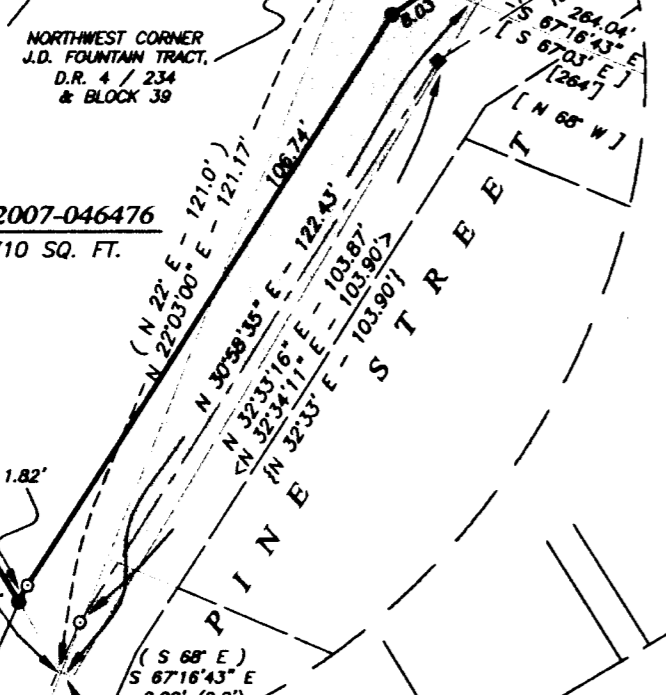 NORTHWEST CORNER
J.D. FOUNTAIN TRACT,
D.R. 4 / 234
& BLOCK 39
8.03
264.04'
S 67°16'43" E
[ S 67°03' E ]
[264']
[ N 68° W ]
2007-046476
710 SQ. FT.
( N 22° E - 121.0' )
N 22°03'00" E - 121.17'
106.74'
N 30°58'35" E - 122.43'
N 32°33'16" E - 103.87'
<N 32°34'11" E - 103.90'>
{N 32°33' E - 103.90'}
PINE STREET
1.82'
( S 68° E )
S 67°16'43" E